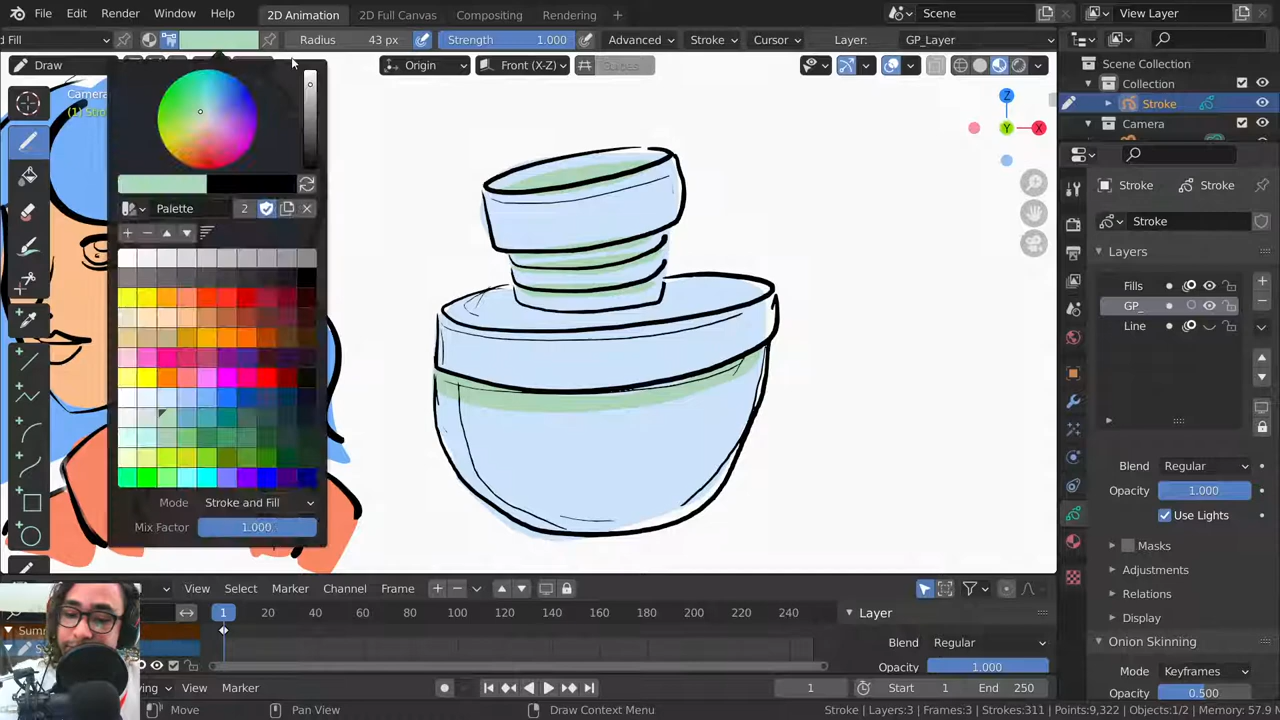 File Edit Render Window Help 2D Animation 2D Full Canvas Compositing Rendering + Scene View Layer
Fill Radius 43 px Strength 1.000 Advanced Stroke Cursor Layer: GP_Layer
Draw Origin Front (X-Z) Guides
Scene Collection
Collection
Stroke
Camera
Camera
(1)
Z
Y X
Palette 2
Stroke Stroke
Stroke
Layers
Fills
GP_
Line
Blend Regular
Opacity 1.000
Use Lights
Mode Stroke and Fill
Mix Factor 1.000
Masks
Adjustments
Relations
Display
View Select Marker Channel Frame
1 20 40 60 80 100 120 140 160 180 200 220 240
Layer
Summ
Blend Regular
Opacity 1.000
Onion Skinning
Mode Keyframes
Opacity 0.500
View Marker 1 Start 1 End 250
Move Pan View Draw Context Menu Stroke | Layers:3 | Frames:3 | Strokes:311 | Points:9,322 | Objects:1/2 | Memory: 57.9 M